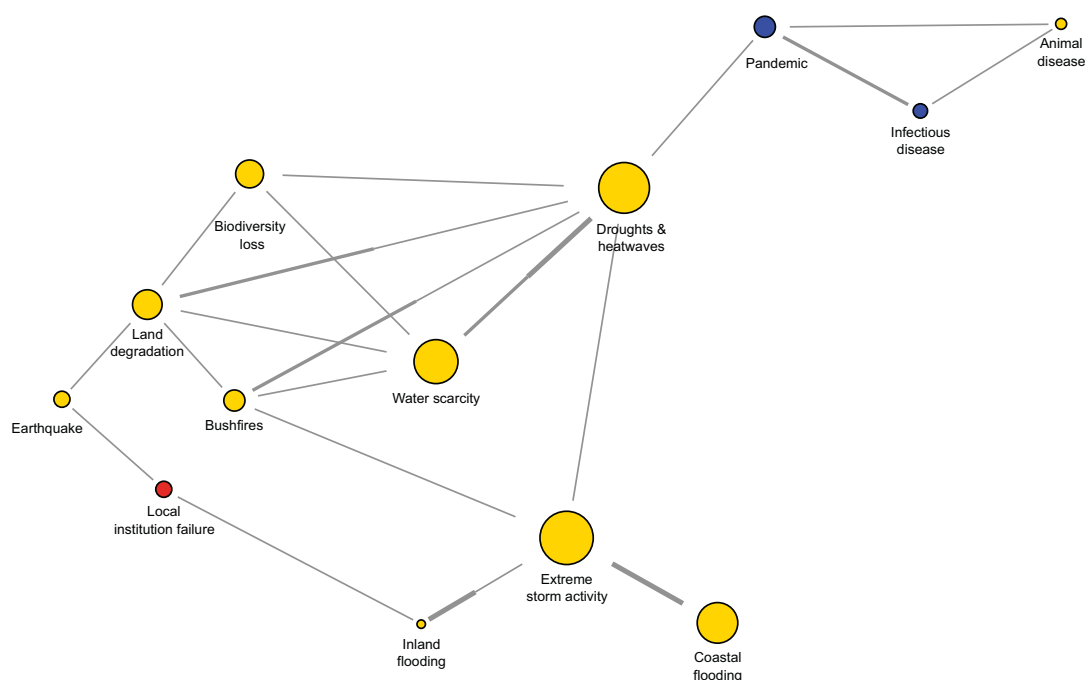 Animal
disease
Pandemic
Infectious
disease
Biodiversity
loss
Droughts &
heatwaves
Land
degradation
Water scarcity
Earthquake
Bushfires
Local
institution failure
Extreme
storm activity
Inland
flooding
Coastal
flooding